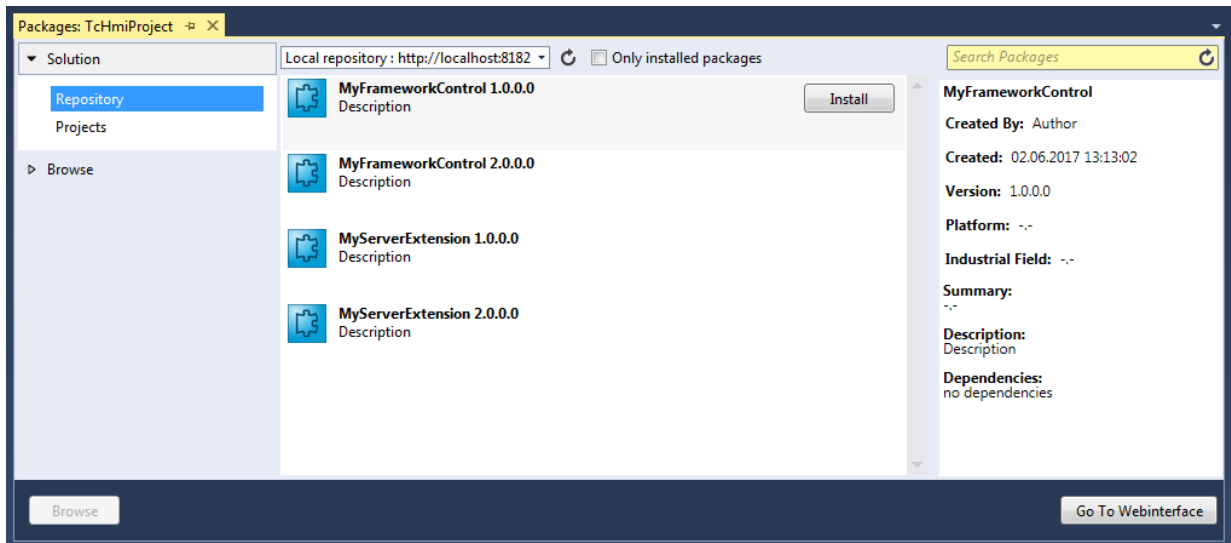 Packages: TcHmiProject
Solution
Repository
Projects
Browse
Local repository : http://localhost:8182
Only installed packages
MyFrameworkControl 1.0.0.0
Description
Install
MyFrameworkControl 2.0.0.0
Description
MyServerExtension 1.0.0.0
Description
MyServerExtension 2.0.0.0
Description
Search Packages
MyFrameworkControl
Created By: Author
Created: 02.06.2017 13:13:02
Version: 1.0.0.0
Platform: -.-
Industrial Field: -.-
Summary:
-.-
Description:
Description
Dependencies:
no dependencies
Browse
Go To Webinterface